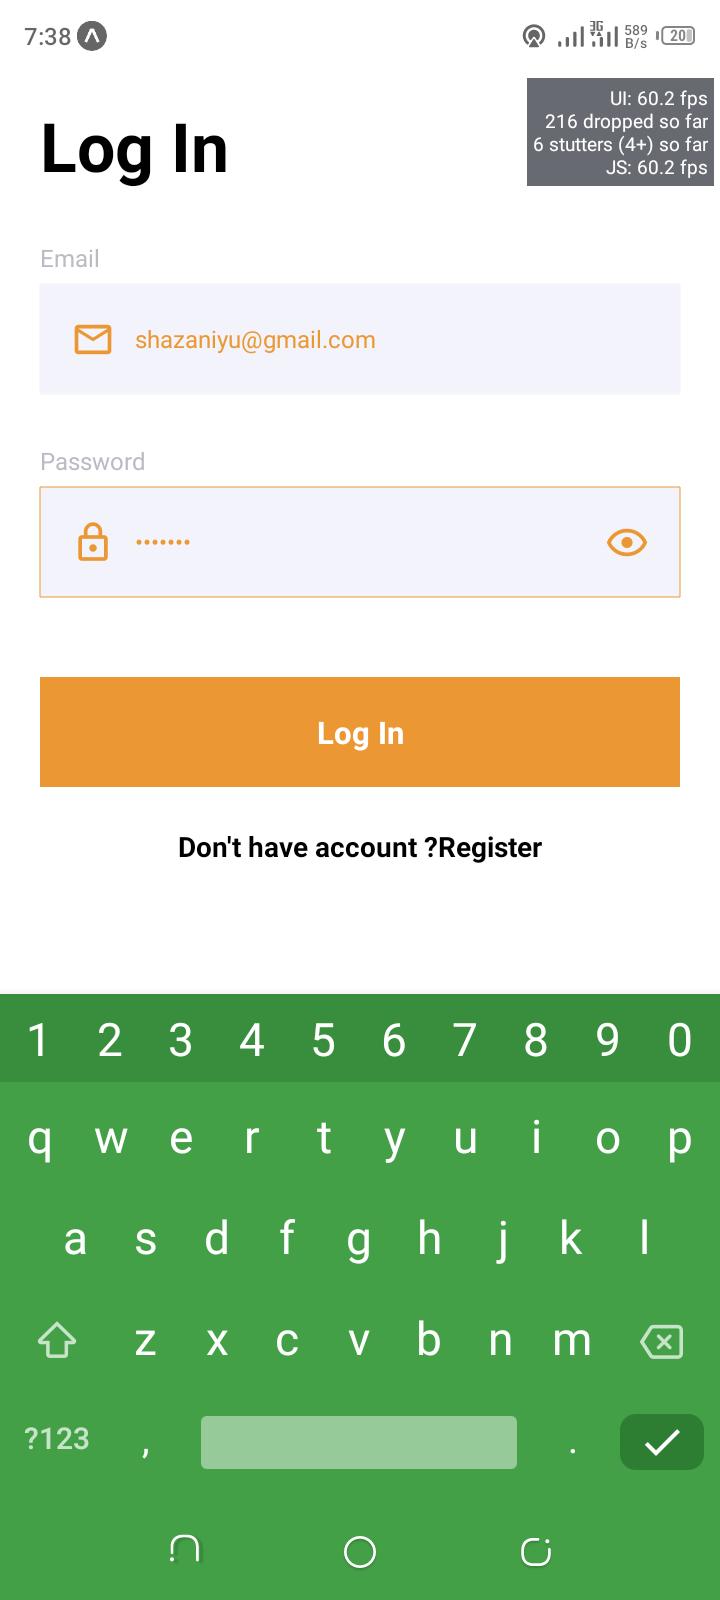 7:38
3G
589
B/s
20
UI: 60.2 fps
216 dropped so far
6 stutters (4+) so far
JS: 60.2 fps
Log In
Email
shazaniyu@gmail.com
Password
•••••••
Log In
Don't have account ?Register
1 2 3 4 5 6 7 8 9 0
q w e r t y u i o p
a s d f g h j k l
z x c v b n m
?123 , .